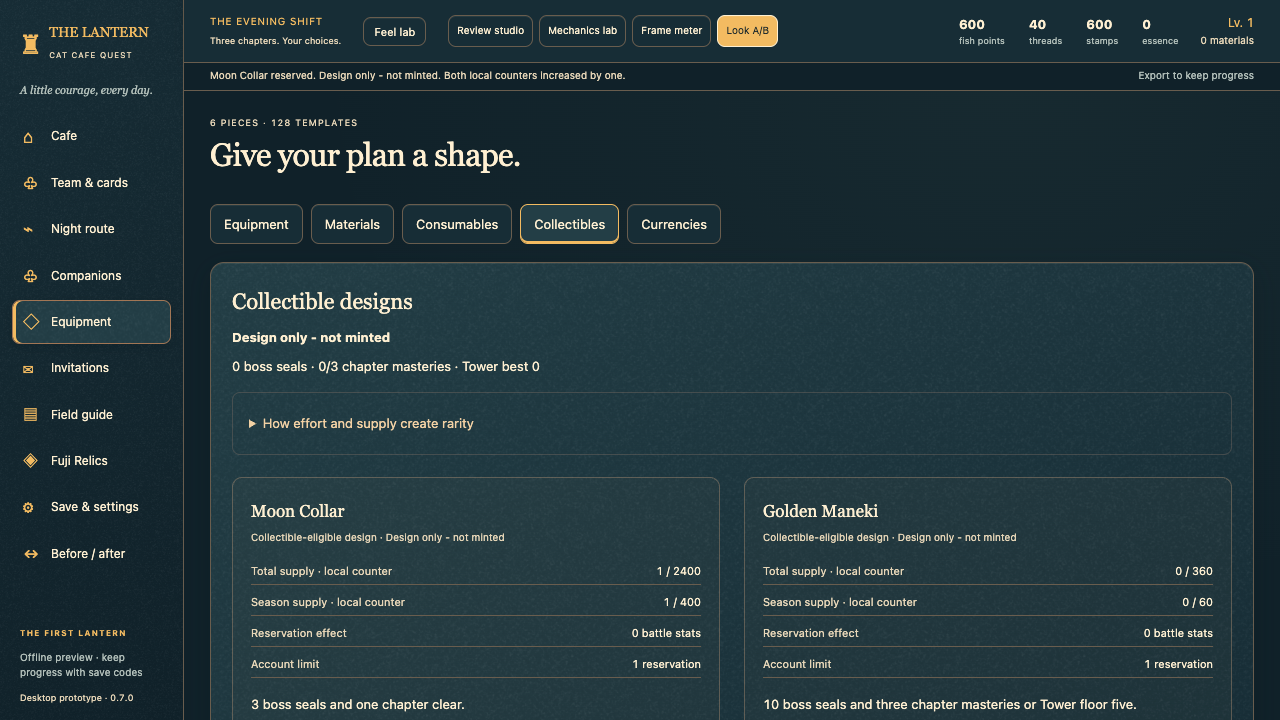 THE LANTERN
CAT CAFE QUEST
A little courage, every day.
Cafe
Team & cards
Night route
Companions
Equipment
Invitations
Field guide
Fuji Relics
Save & settings
Before / after
THE FIRST LANTERN
Offline preview · keep
progress with save codes
Desktop prototype · 0.7.0
THE EVENING SHIFT
Three chapters. Your choices.
Feel lab
Review studio
Mechanics lab
Frame meter
Look A/B
600
fish points
40
threads
600
stamps
0
essence
Lv. 1
0 materials
Moon Collar reserved. Design only - not minted. Both local counters increased by one.
Export to keep progress
6 PIECES · 128 TEMPLATES
Give your plan a shape.
Equipment
Materials
Consumables
Collectibles
Currencies
Collectible designs
Design only - not minted
0 boss seals · 0/3 chapter masteries · Tower best 0
How effort and supply create rarity
Moon Collar
Collectible-eligible design · Design only - not minted
Total supply · local counter 1 / 2400
Season supply · local counter 1 / 400
Reservation effect 0 battle stats
Account limit 1 reservation
3 boss seals and one chapter clear.
Golden Maneki
Collectible-eligible design · Design only - not minted
Total supply · local counter 0 / 360
Season supply · local counter 0 / 60
Reservation effect 0 battle stats
Account limit 1 reservation
10 boss seals and three chapter masteries or Tower floor five.